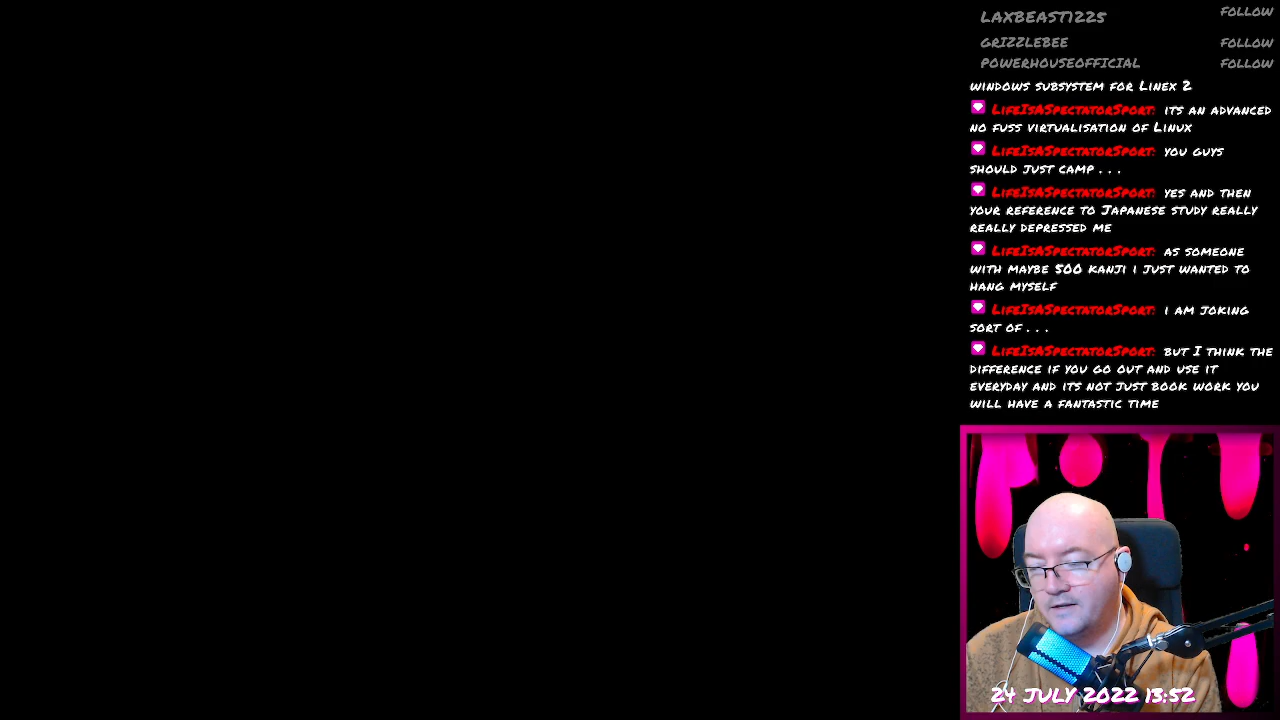 LAXBEAST1225 FOLLOW
GRIZZLEBEE FOLLOW
POWERHOUSEOFFICIAL FOLLOW
WINDOWS SUBSYSTEM FOR LINEX 2
LIFEISASPECTATORSPORT: ITS AN ADVANCED
NO FUSS VIRTUALISATION OF LINUX
LIFEISASPECTATORSPORT: YOU GUYS
SHOULD JUST CAMP . . .
LIFEISASPECTATORSPORT: YES AND THEN
YOUR REFERENCE TO JAPANESE STUDY REALLY
REALLY DEPRESSED ME
LIFEISASPECTATORSPORT: AS SOMEONE
WITH MAYBE 500 KANJI I JUST WANTED TO
HANG MYSELF
LIFEISASPECTATORSPORT: I AM JOKING
SORT OF . . .
LIFEISASPECTATORSPORT: BUT I THINK THE
DIFFERENCE IF YOU GO OUT AND USE IT
EVERYDAY AND ITS NOT JUST BOOK WORK YOU
WILL HAVE A FANTASTIC TIME
24 JULY 2022 13:52